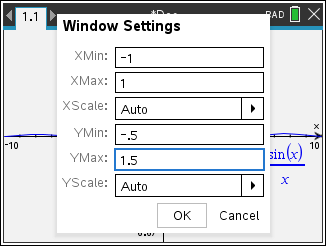 1.1 *Doc RAD
Window Settings
XMin: -1
XMax: 1
XScale: Auto
YMin: -.5
YMax: 1.5
YScale: Auto
-10 x 10
sin(x)
x
OK Cancel